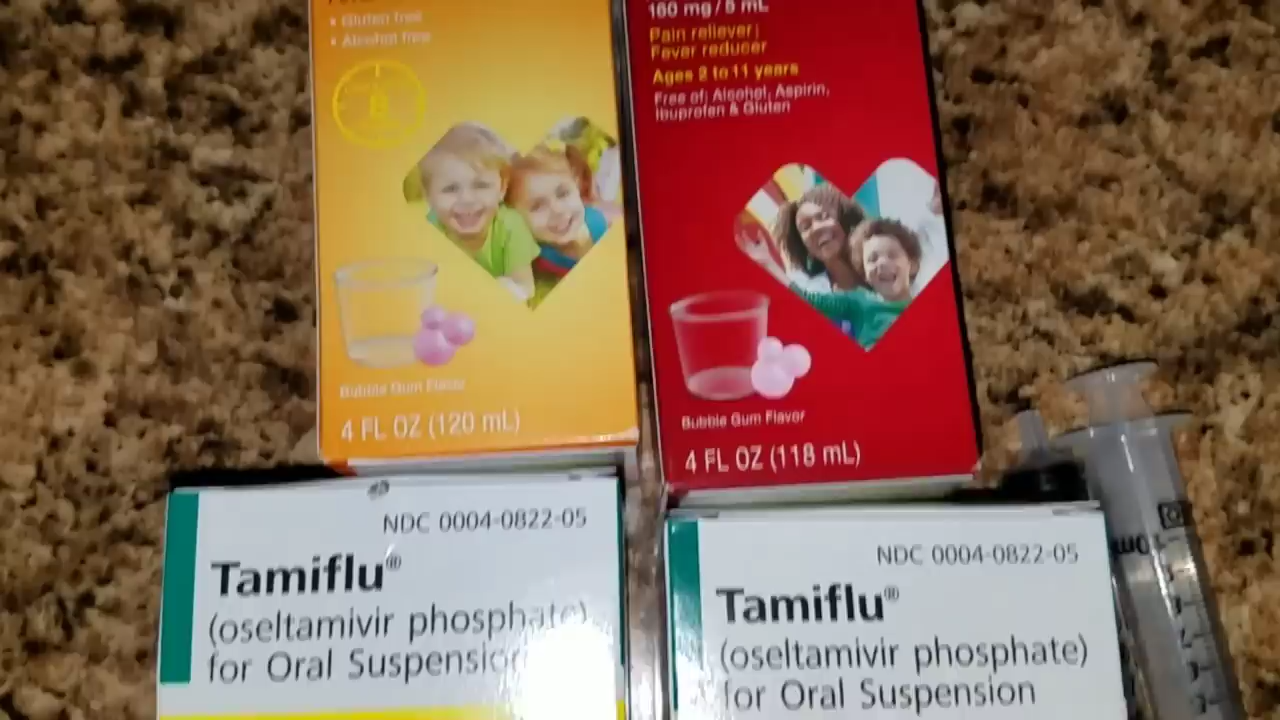 • Gluten free
• Alcohol free
8
Bubble Gum Flavor
4 FL OZ (120 mL)
160 mg / 5 mL
Pain reliever;
Fever reducer
Ages 2 to 11 years
Free of: Alcohol, Aspirin,
Ibuprofen & Gluten
Bubble Gum Flavor
4 FL OZ (118 mL)
NDC 0004-0822-05
Tamiflu®
(oseltamivir phosphate)
for Oral Suspension
NDC 0004-0822-05
Tamiflu®
(oseltamivir phosphate)
for Oral Suspension